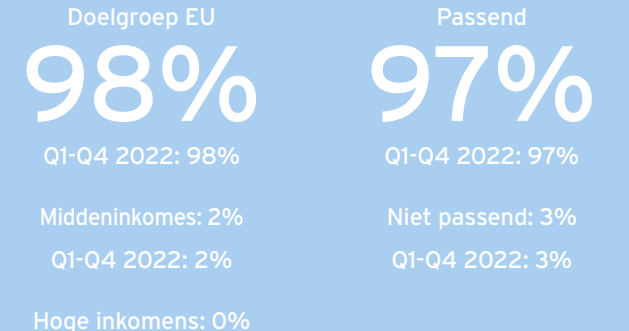 Doelgroep EU
98%
Q1-Q4 2022: 98%
Middeninkomes: 2%
Q1-Q4 2022: 2%
Hoge inkomens: 0%
Passend
97%
Q1-Q4 2022: 97%
Niet passend: 3%
Q1-Q4 2022: 3%